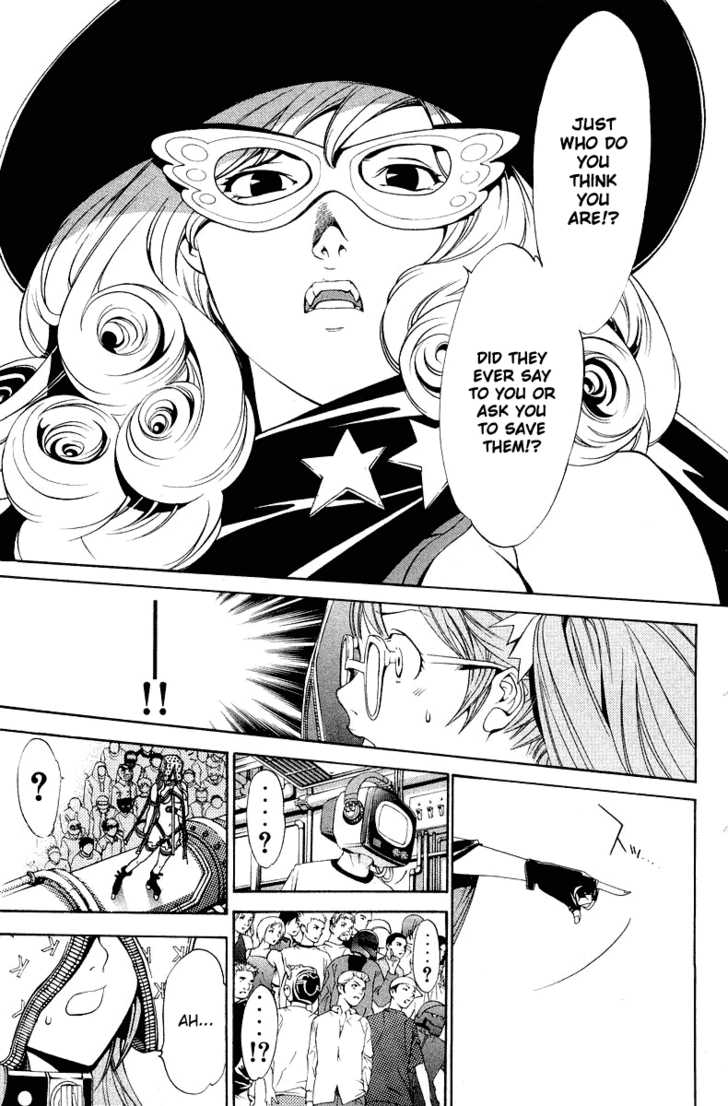 JUST
WHO DO
YOU
THINK
YOU
ARE!?
DID THEY
EVER SAY
TO YOU OR
ASK YOU
TO SAVE
THEM!?
!!
ス
....?
?
....?
....!?
AH...